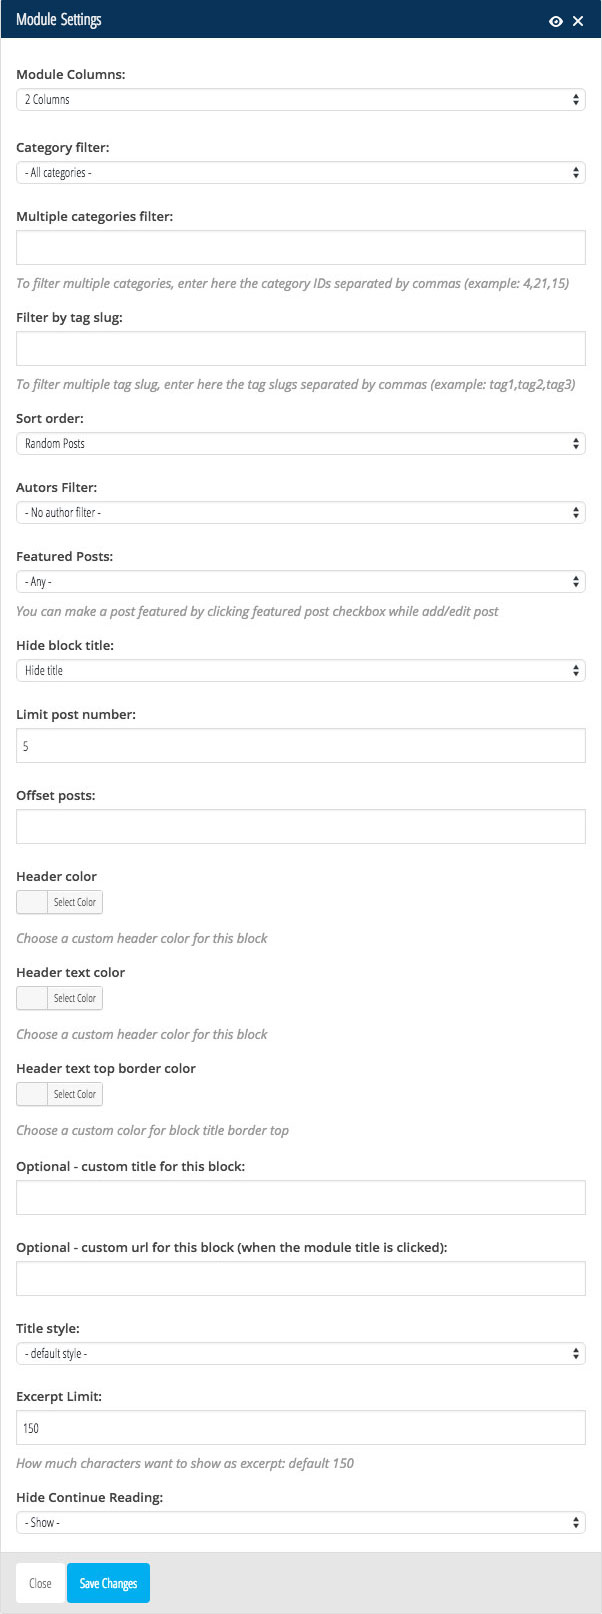 Module Settings
Module Columns:
2 Columns
Category filter:
- All categories -
Multiple categories filter:
To filter multiple categories, enter here the category IDs separated by commas (example: 4,21,15)
Filter by tag slug:
To filter multiple tag slug, enter here the tag slugs separated by commas (example: tag1,tag2,tag3)
Sort order:
Random Posts
Autors Filter:
- No author filter -
Featured Posts:
- Any -
You can make a post featured by clicking featured post checkbox while add/edit post
Hide block title:
Hide title
Limit post number:
5
Offset posts:
Header color
Select Color
Choose a custom header color for this block
Header text color
Select Color
Choose a custom header color for this block
Header text top border color
Select Color
Choose a custom color for block title border top
Optional - custom title for this block:
Optional - custom url for this block (when the module title is clicked):
Title style:
- default style -
Excerpt Limit:
150
How much characters want to show as excerpt: default 150
Hide Continue Reading:
- Show -
Close
Save Changes